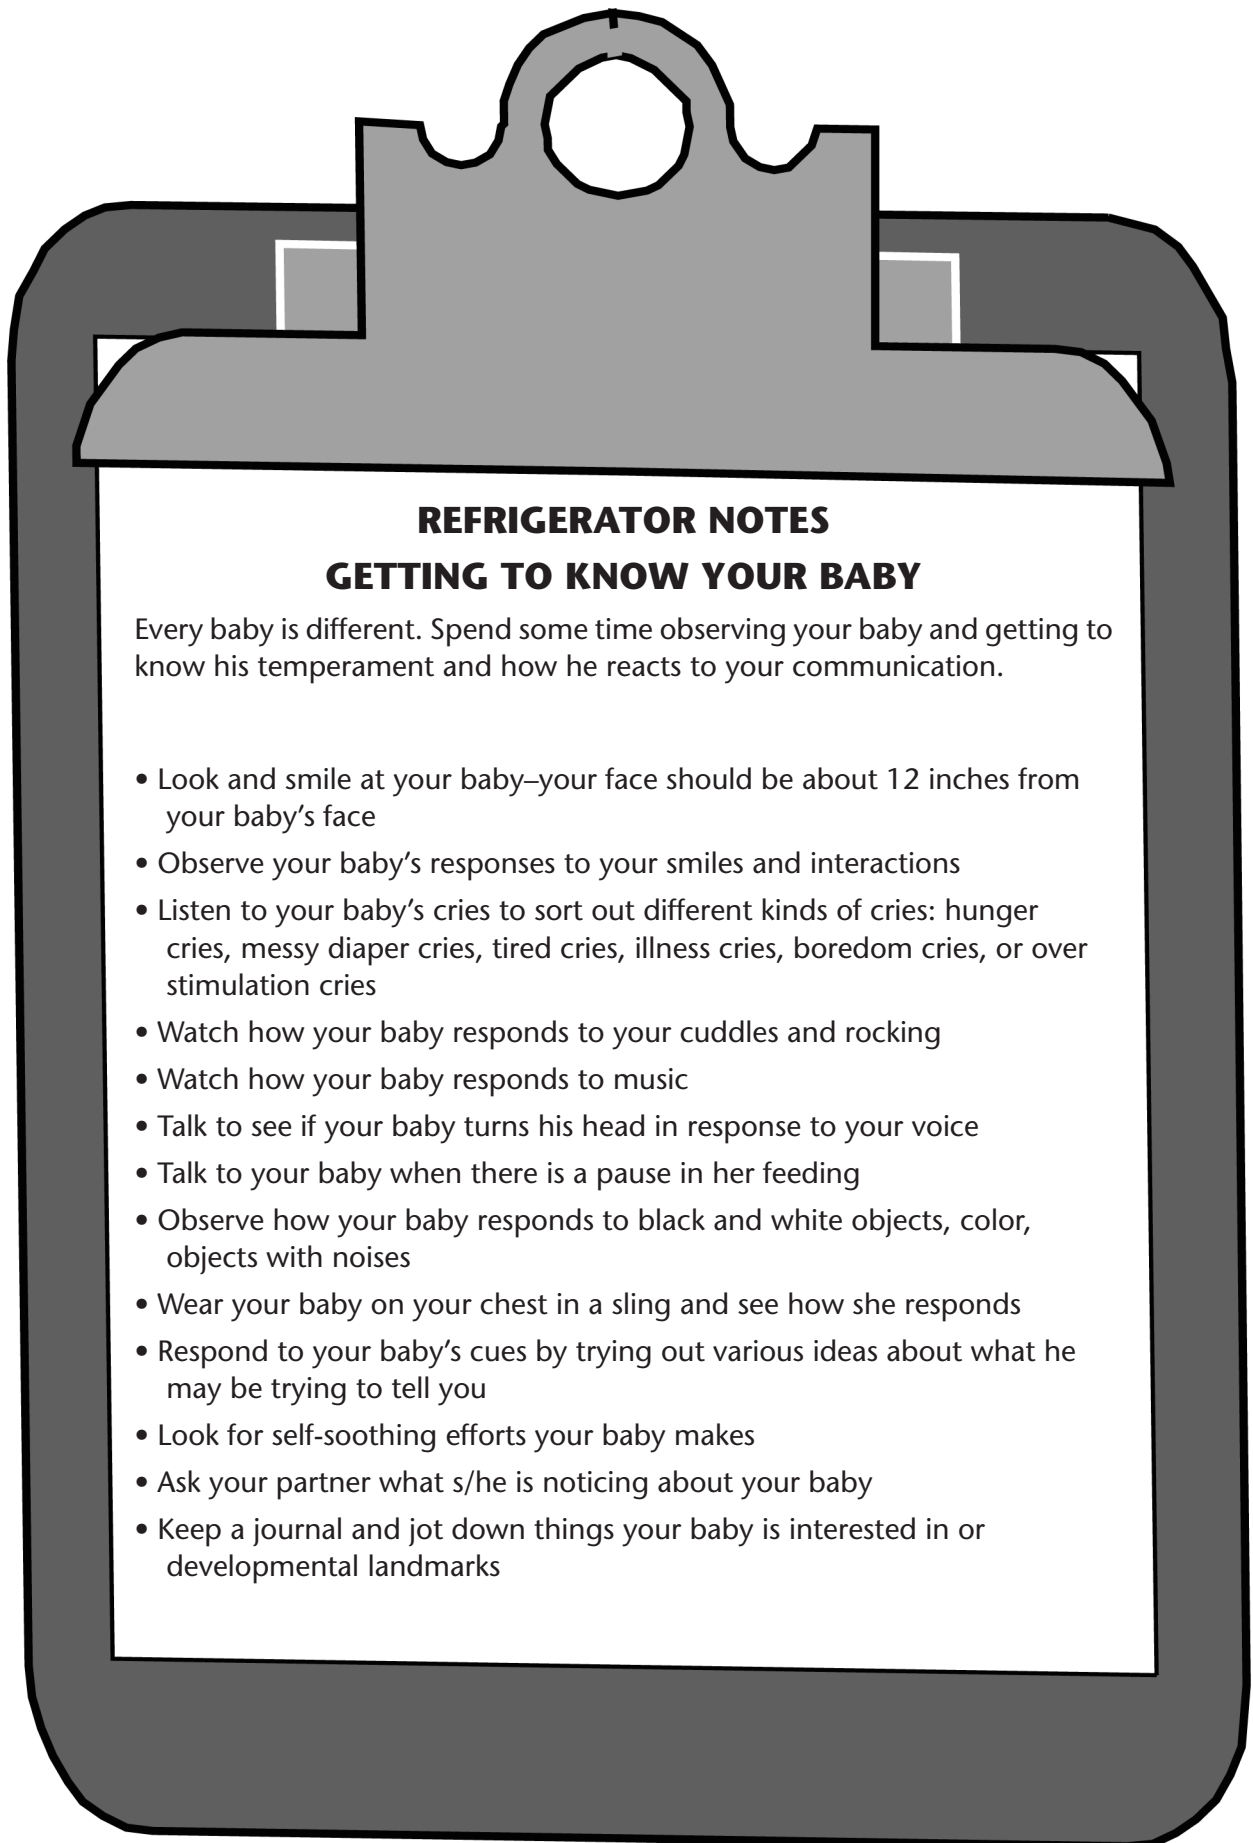 REFRIGERATOR NOTES
GETTING TO KNOW YOUR BABY
Every baby is different. Spend some time observing your baby and getting to
know his temperament and how he reacts to your communication.
• Look and smile at your baby–your face should be about 12 inches from
your baby’s face
• Observe your baby’s responses to your smiles and interactions
• Listen to your baby’s cries to sort out different kinds of cries: hunger
cries, messy diaper cries, tired cries, illness cries, boredom cries, or over
stimulation cries
• Watch how your baby responds to your cuddles and rocking
• Watch how your baby responds to music
• Talk to see if your baby turns his head in response to your voice
• Talk to your baby when there is a pause in her feeding
• Observe how your baby responds to black and white objects, color,
objects with noises
• Wear your baby on your chest in a sling and see how she responds
• Respond to your baby’s cues by trying out various ideas about what he
may be trying to tell you
• Look for self-soothing efforts your baby makes
• Ask your partner what s/he is noticing about your baby
• Keep a journal and jot down things your baby is interested in or
developmental landmarks